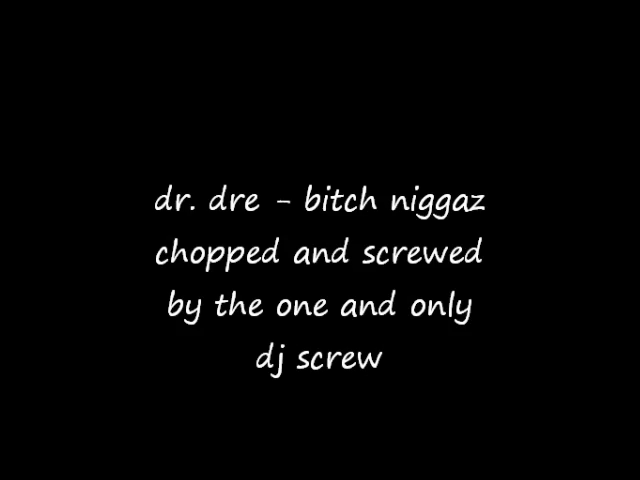 dr. dre - bitch niggaz
chopped and screwed
by the one and only
dj screw